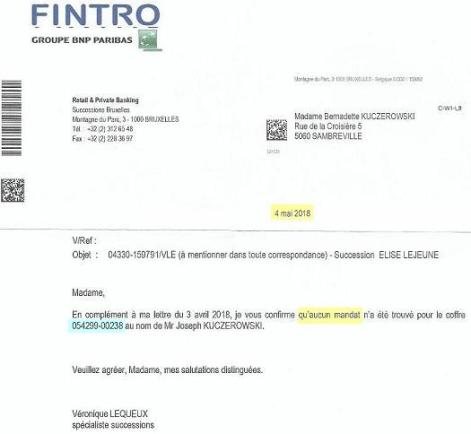 FINTRO
GROUPE BNP PARIBAS
Retail & Private Banking
Successions Bruxelles
Montagne du Parc, 3 - 1000 BRUXELLES
Tél. : +32 (2) 312 65 48
Fax : +32 (2) 228 36 97
Montagne du Parc, 3-1000 BRUXELLES - Belgique
C-W1-LB
Madame Bernadette KUCZEROWSKI
Rue de la Croisière 5
5060 SAMBREVILLE
4 mai 2018
V/Ref :
Objet : 04330-159791/VLE (à mentionner dans toute correspondance) - Succession ELISE LEJEUNE
Madame,
En complément à ma lettre du 3 avril 2018, je vous confirme qu'aucun mandat n'a été trouvé pour le coffre
054299-00238 au nom de Mr Joseph KUCZEROWSKI.
Veuillez agréer, Madame, mes salutations distinguées.
Véronique LEQUEUX
spécialiste successions